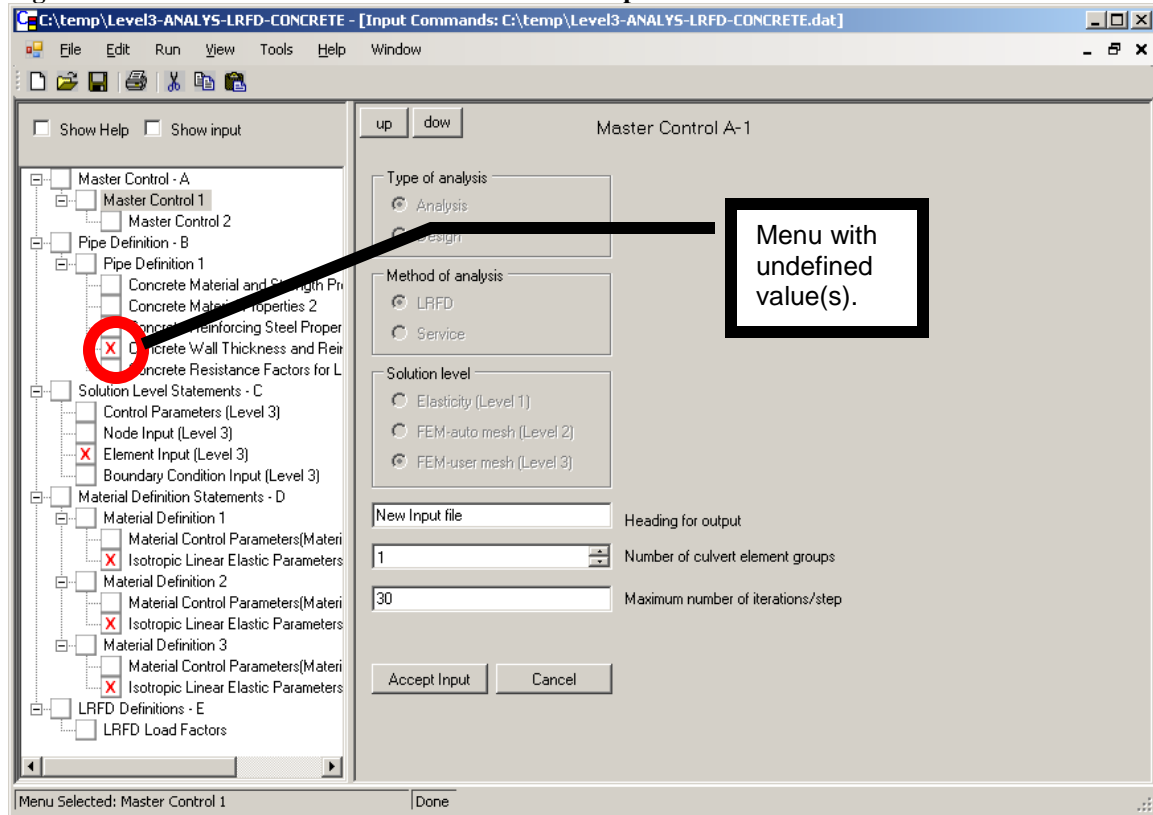 C:\temp\Level3-ANALYS-LRFD-CONCRETE - [Input Commands: C:\temp\Level3-ANALYS-LRFD-CONCRETE.dat]
File Edit Run View Tools Help Window
Show Help Show input
up dow Master Control A-1
Master Control - A
Master Control 1
Master Control 2
Pipe Definition - B
Pipe Definition 1
Concrete Material and Strength Pr
Concrete Material Properties 2
Concrete Reinforcing Steel Proper
X Concrete Wall Thickness and Rein
Concrete Resistance Factors for L
Solution Level Statements - C
Control Parameters (Level 3)
Node Input (Level 3)
X Element Input (Level 3)
Boundary Condition Input (Level 3)
Material Definition Statements - D
Material Definition 1
Material Control Parameters(Materi
X Isotropic Linear Elastic Parameters
Material Definition 2
Material Control Parameters(Materi
X Isotropic Linear Elastic Parameters
Material Definition 3
Material Control Parameters(Materi
X Isotropic Linear Elastic Parameters
LRFD Definitions - E
LRFD Load Factors
Type of analysis
Analysis
Design
Method of analysis
LRFD
Service
Solution level
Elasticity (Level 1)
FEM-auto mesh (Level 2)
FEM-user mesh (Level 3)
New Input file Heading for output
1 Number of culvert element groups
30 Maximum number of iterations/step
Accept Input Cancel
Menu with
undefined
value(s).
Menu Selected: Master Control 1 Done